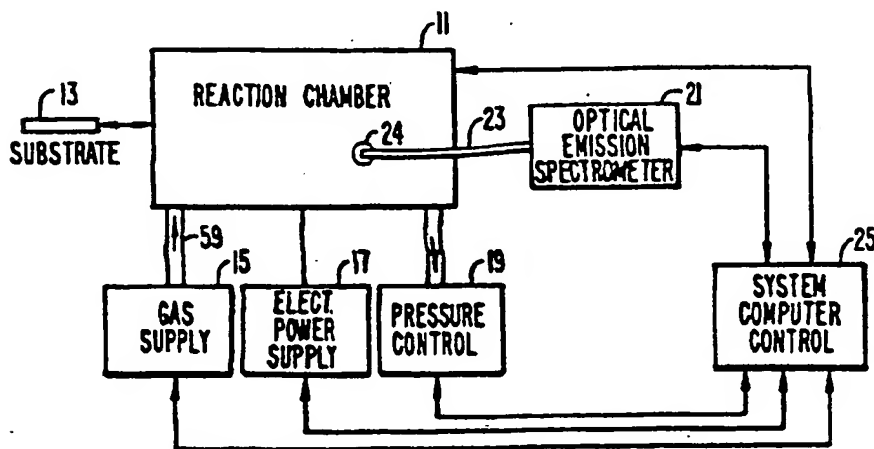 11
13
SUBSTRATE
REACTION CHAMBER
24
23
21
OPTICAL
EMISSION
SPECTROMETER
59
15
GAS
SUPPLY
17
ELECT.
POWER
SUPPLY
19
PRESSURE
CONTROL
25
SYSTEM
COMPUTER
CONTROL